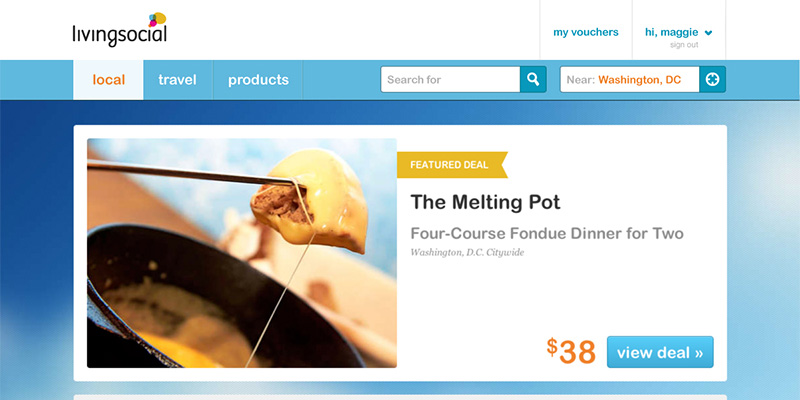 livingsocial
my vouchers
hi, maggie
sign out
local
travel
products
Search for
Near: Washington, DC
FEATURED DEAL
The Melting Pot
Four-Course Fondue Dinner for Two
Washington, D.C. Citywide
$38
view deal »